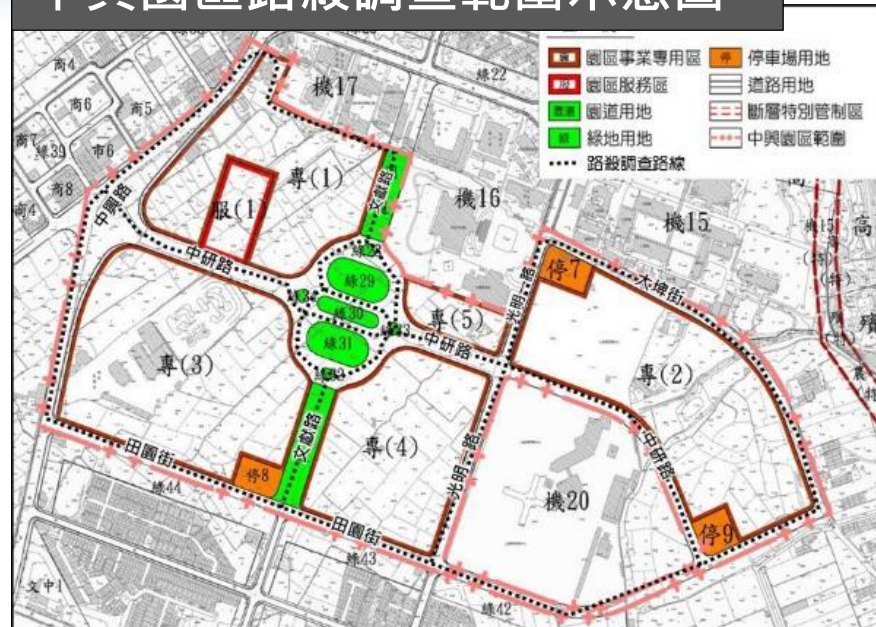 中興園區路殺調查範圍示意圖
園區事業專用區
停車場用地
園區服務區
道路用地
園道用地
斷層特別管制區
綠地用地
中興園區範圍
路殺調查路線
商4
商6
商5
商7
綠39
市6
商8
商4
機17
綠22
專(1)
服(1)
文獻路
機16
機15
高
中興路
中研路
綠29
綠30
綠31
專(5)
中研路
光明一路
停7
大埤街
專(2)
專(3)
專(4)
文獻路
光明一路
中研路
機20
田園街
停8
綠44
田園街
停9
綠43
綠42
文中1